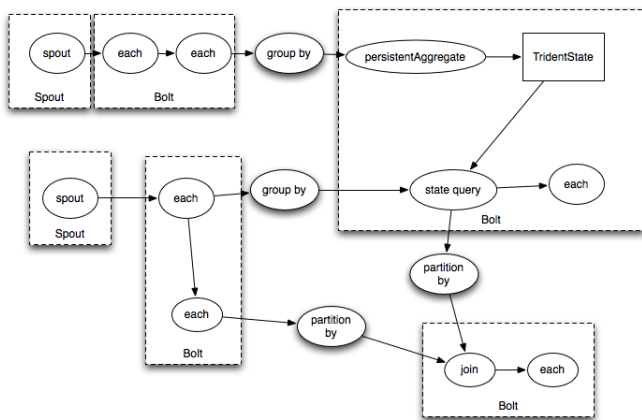 spout
each
each
group by
persistentAggregate
TridentState
Spout
Bolt
spout
each
group by
state query
each
Spout
Bolt
partition
by
each
partition
by
Bolt
join
each
Bolt